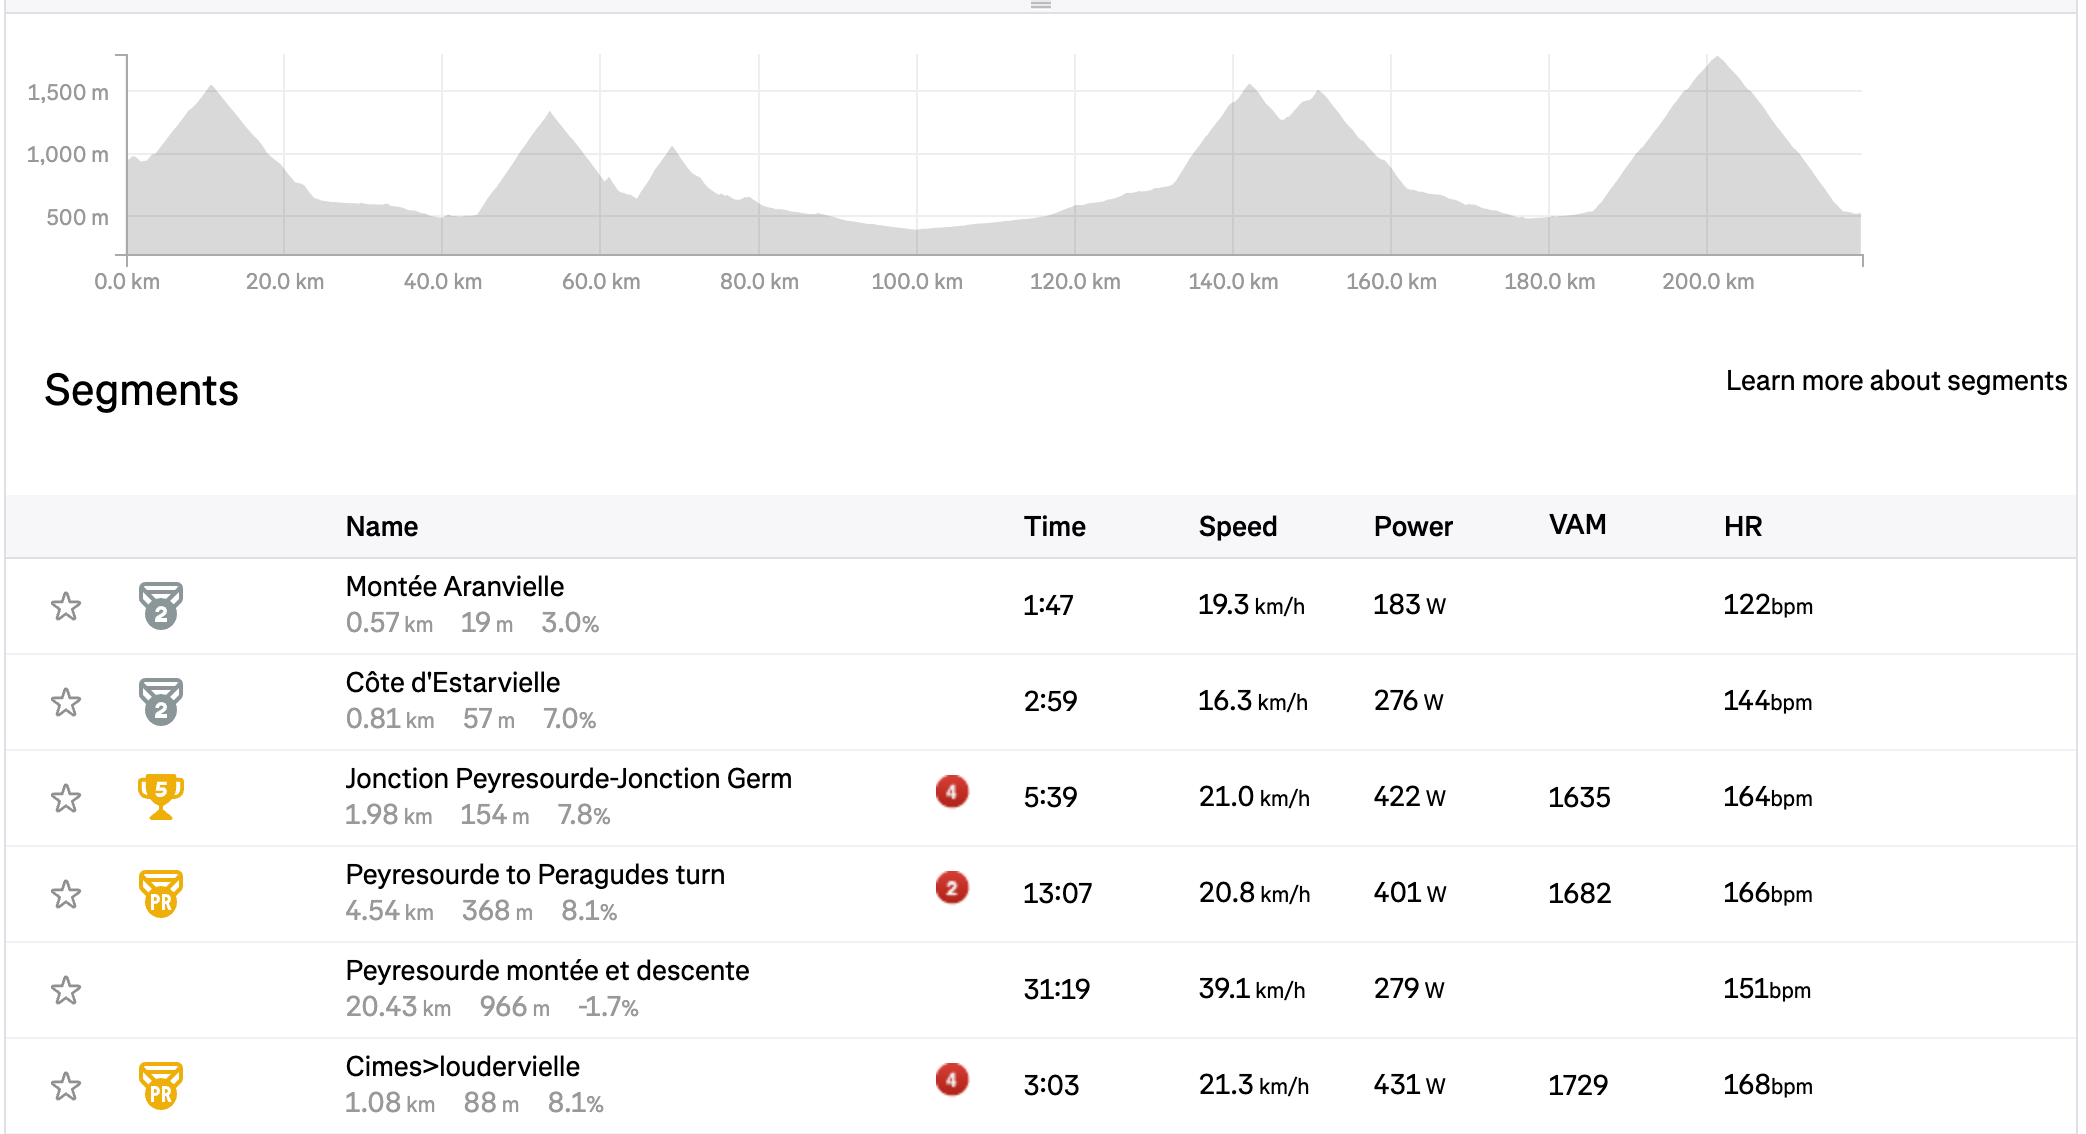 1,500 m
1,000 m
500 m
0.0 km 20.0 km 40.0 km 60.0 km 80.0 km 100.0 km 120.0 km 140.0 km 160.0 km 180.0 km 200.0 km
Segments
Learn more about segments
Name Time Speed Power VAM HR
2
Montée Aranvielle
0.57 km 19 m 3.0%
1:47 19.3 km/h 183 W 122bpm
2
Côte d'Estarvielle
0.81 km 57 m 7.0%
2:59 16.3 km/h 276 W 144bpm
5
Jonction Peyresourde-Jonction Germ
1.98 km 154 m 7.8%
4 5:39 21.0 km/h 422 W 1635 164bpm
PR
Peyresourde to Peragudes turn
4.54 km 368 m 8.1%
2 13:07 20.8 km/h 401 W 1682 166bpm
Peyresourde montée et descente
20.43 km 966 m -1.7%
31:19 39.1 km/h 279 W 151bpm
PR
Cimes>loudervielle
1.08 km 88 m 8.1%
4 3:03 21.3 km/h 431 W 1729 168bpm